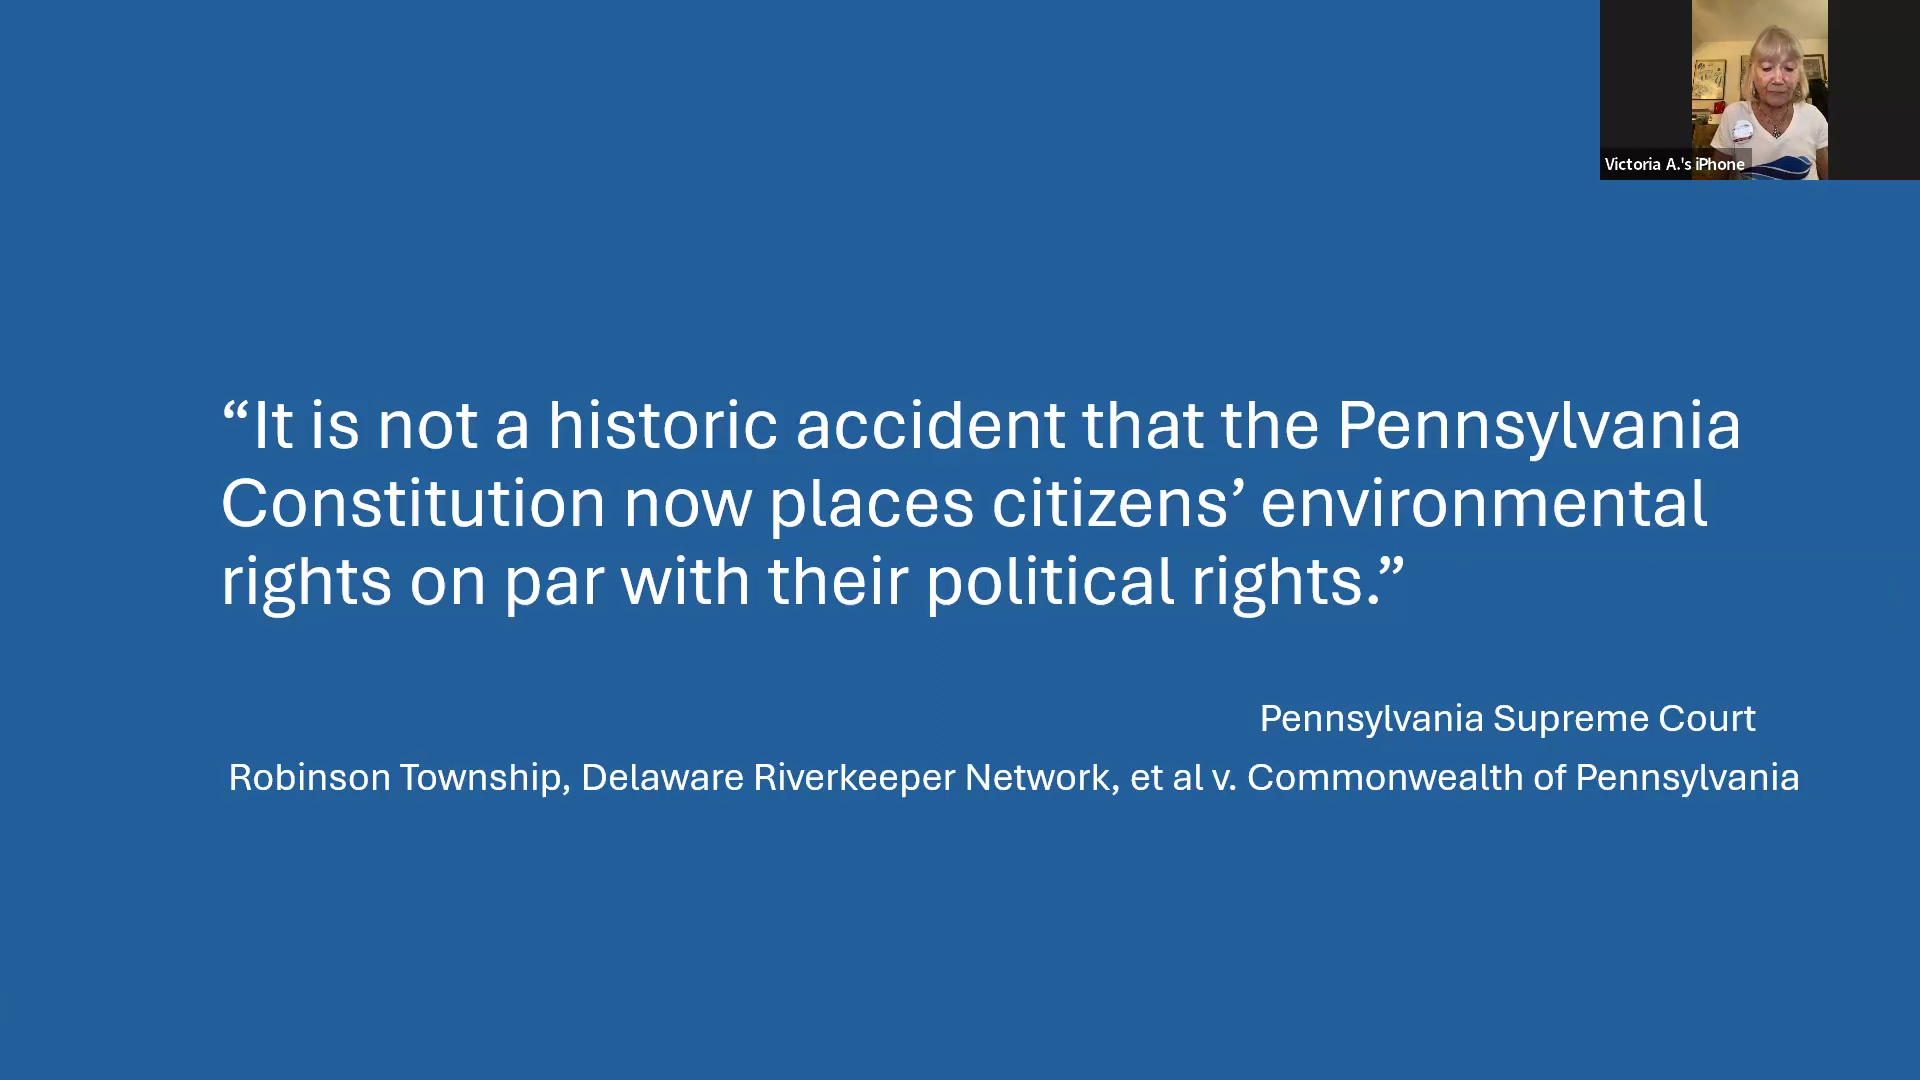 Victoria A.'s iPhone
“It is not a historic accident that the Pennsylvania
Constitution now places citizens’ environmental
rights on par with their political rights.”
Pennsylvania Supreme Court
Robinson Township, Delaware Riverkeeper Network, et al v. Commonwealth of Pennsylvania